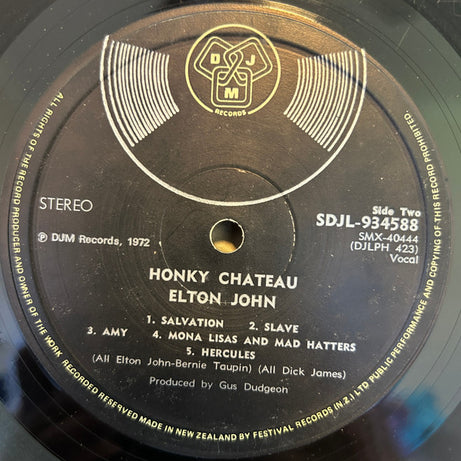 DJM
RECORDS
STEREO
Side Two
SDJL-934588
SMX-40444
(DJLPH 423)
Vocal
℗ DJM Records, 1972
HONKY CHATEAU
ELTON JOHN
1. SALVATION 2. SLAVE
3. AMY 4. MONA LISAS AND MAD HATTERS
5. HERCULES
(All Elton John-Bernie Taupin) (All Dick James)
Produced by Gus Dudgeon
ALL RIGHTS OF THE RECORD PRODUCER AND OWNER OF THE WORK RECORDED RESERVED MADE IN NEW ZEALAND BY FESTIVAL RECORDS (N.Z.) LTD PUBLIC PERFORMANCE AND COPYING OF THIS RECORD PROHIBITED